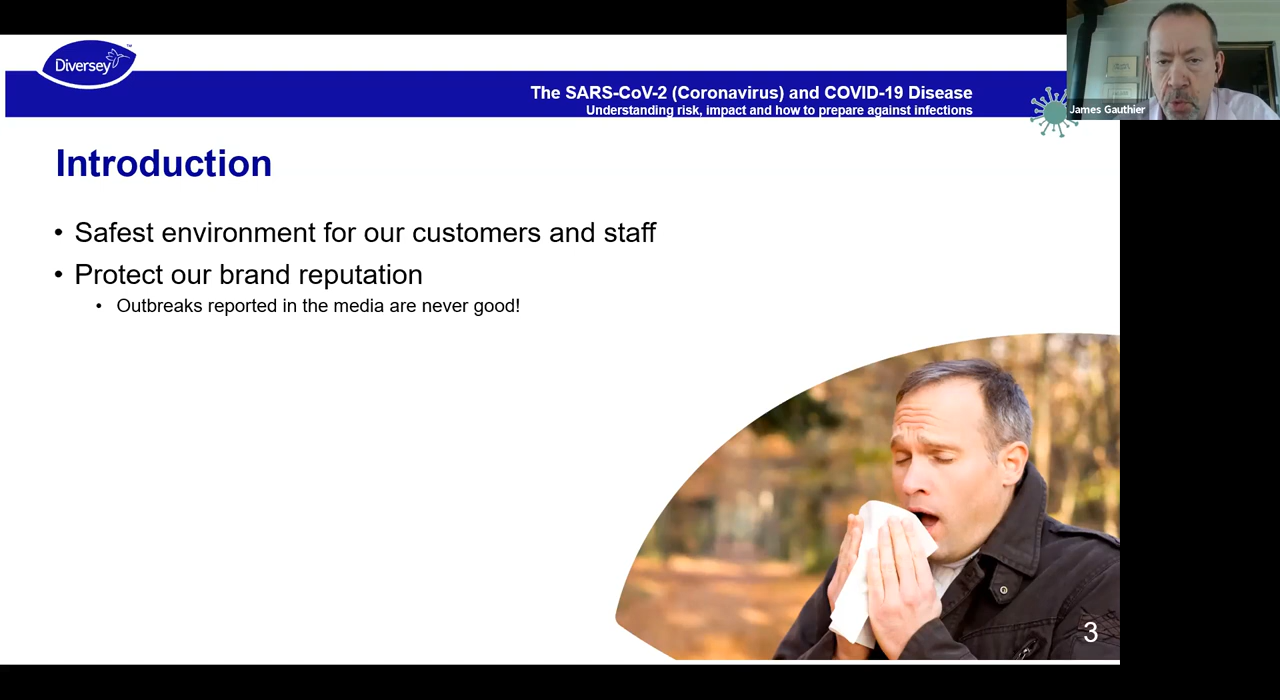 Diversey™
The SARS-CoV-2 (Coronavirus) and COVID-19 Disease
Understanding risk, impact and how to prepare against infections
James Gauthier
Introduction
• Safest environment for our customers and staff
• Protect our brand reputation
• Outbreaks reported in the media are never good!
3